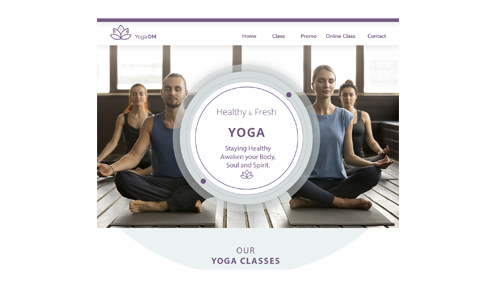 YogaOM
Home Class Promo Online Class Contact
Healthy & Fresh
YOGA
Staying Healthy
Awaken your Body,
Soul and Spirit.
OUR
YOGA CLASSES